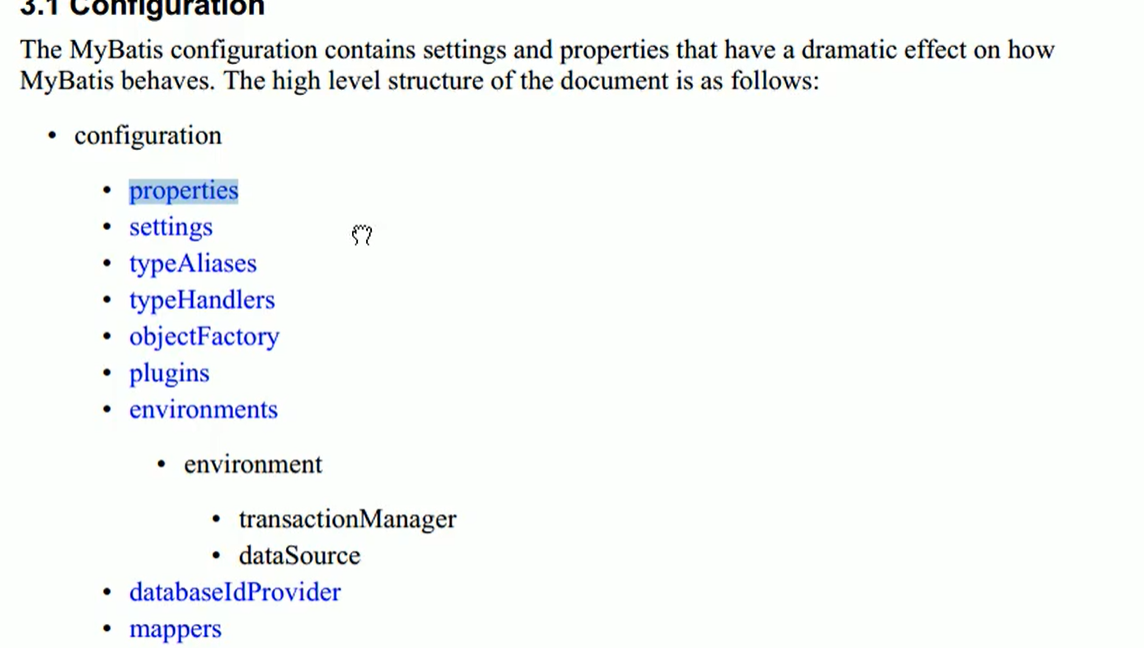 3.1 Configuration
The MyBatis configuration contains settings and properties that have a dramatic effect on how
MyBatis behaves. The high level structure of the document is as follows:
• configuration
• properties
• settings
• typeAliases
• typeHandlers
• objectFactory
• plugins
• environments
• environment
• transactionManager
• dataSource
• databaseIdProvider
• mappers